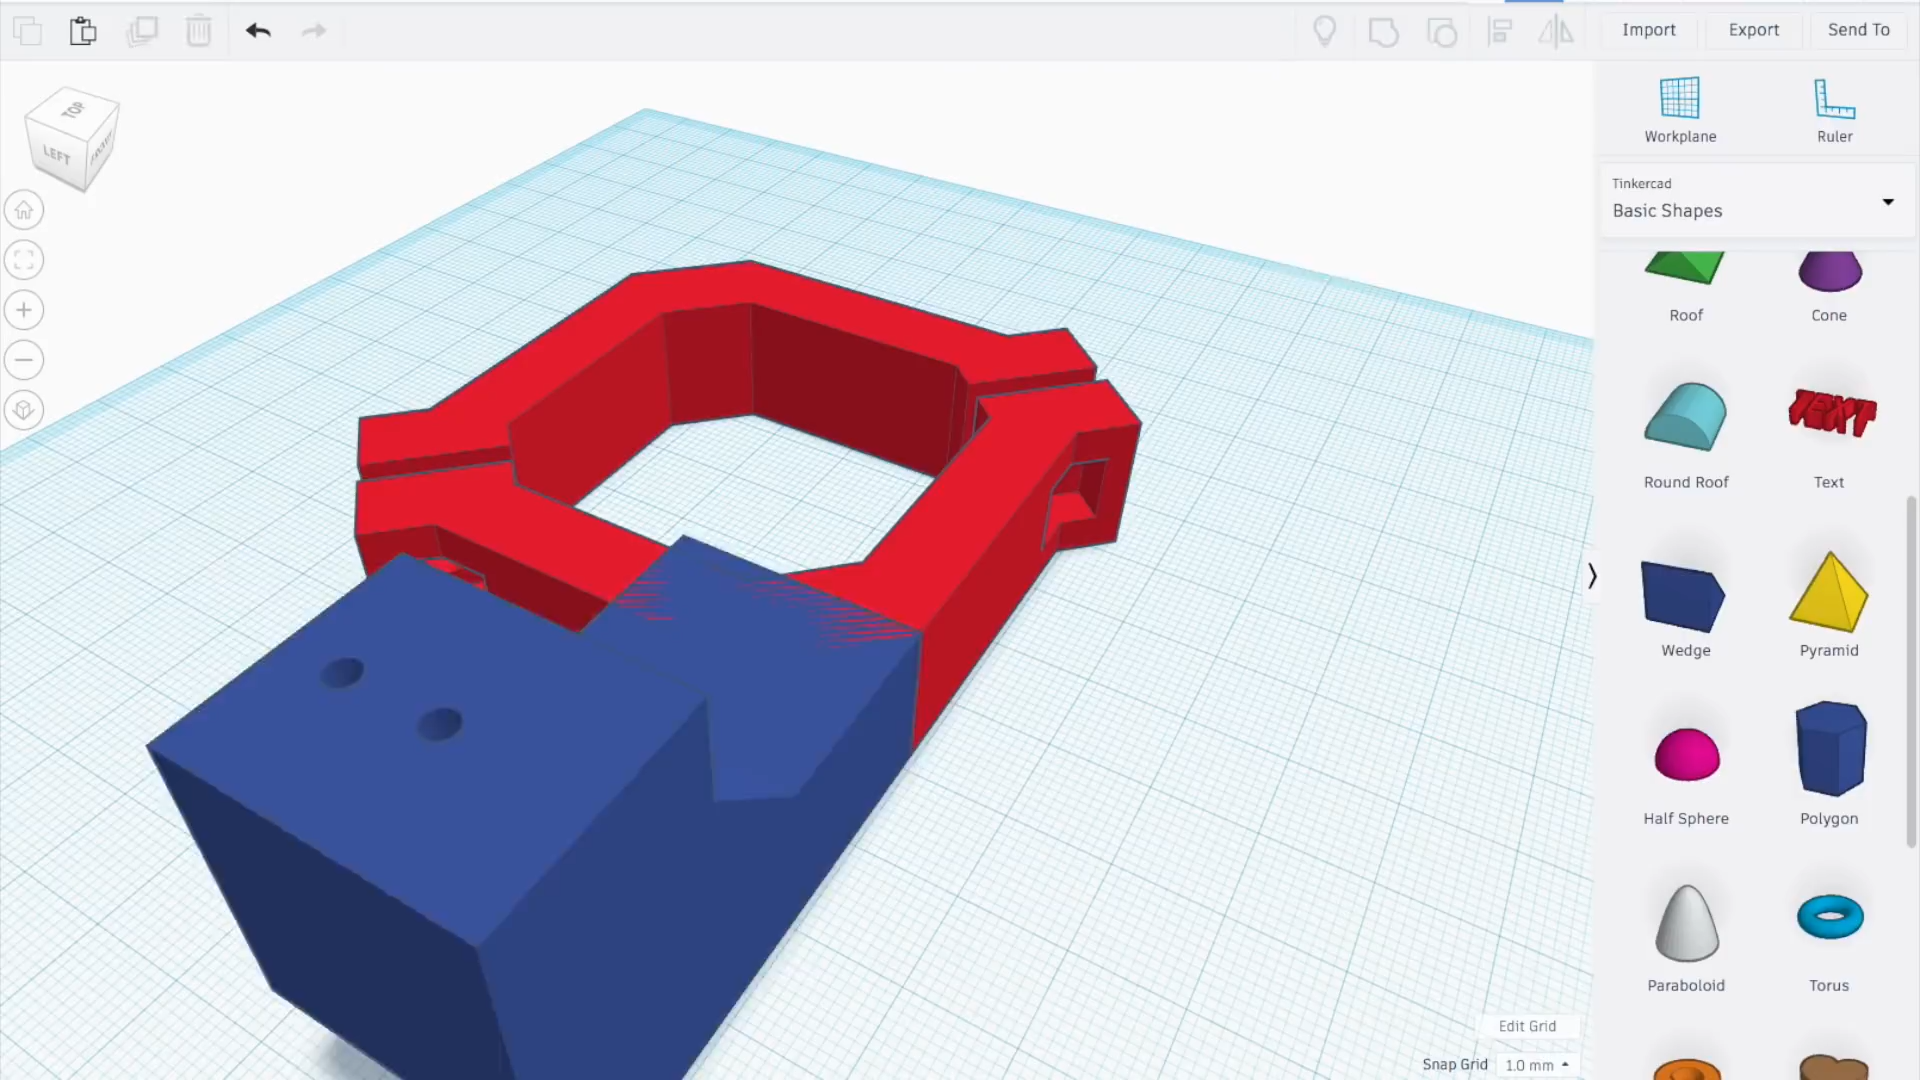 Import
Export
Send To
TOP
LEFT
FRONT
Workplane
Ruler
Tinkercad
Basic Shapes
Roof
Cone
TEXT
Round Roof
Text
Wedge
Pyramid
Half Sphere
Polygon
Paraboloid
Torus
Edit Grid
Snap Grid
1.0 mm